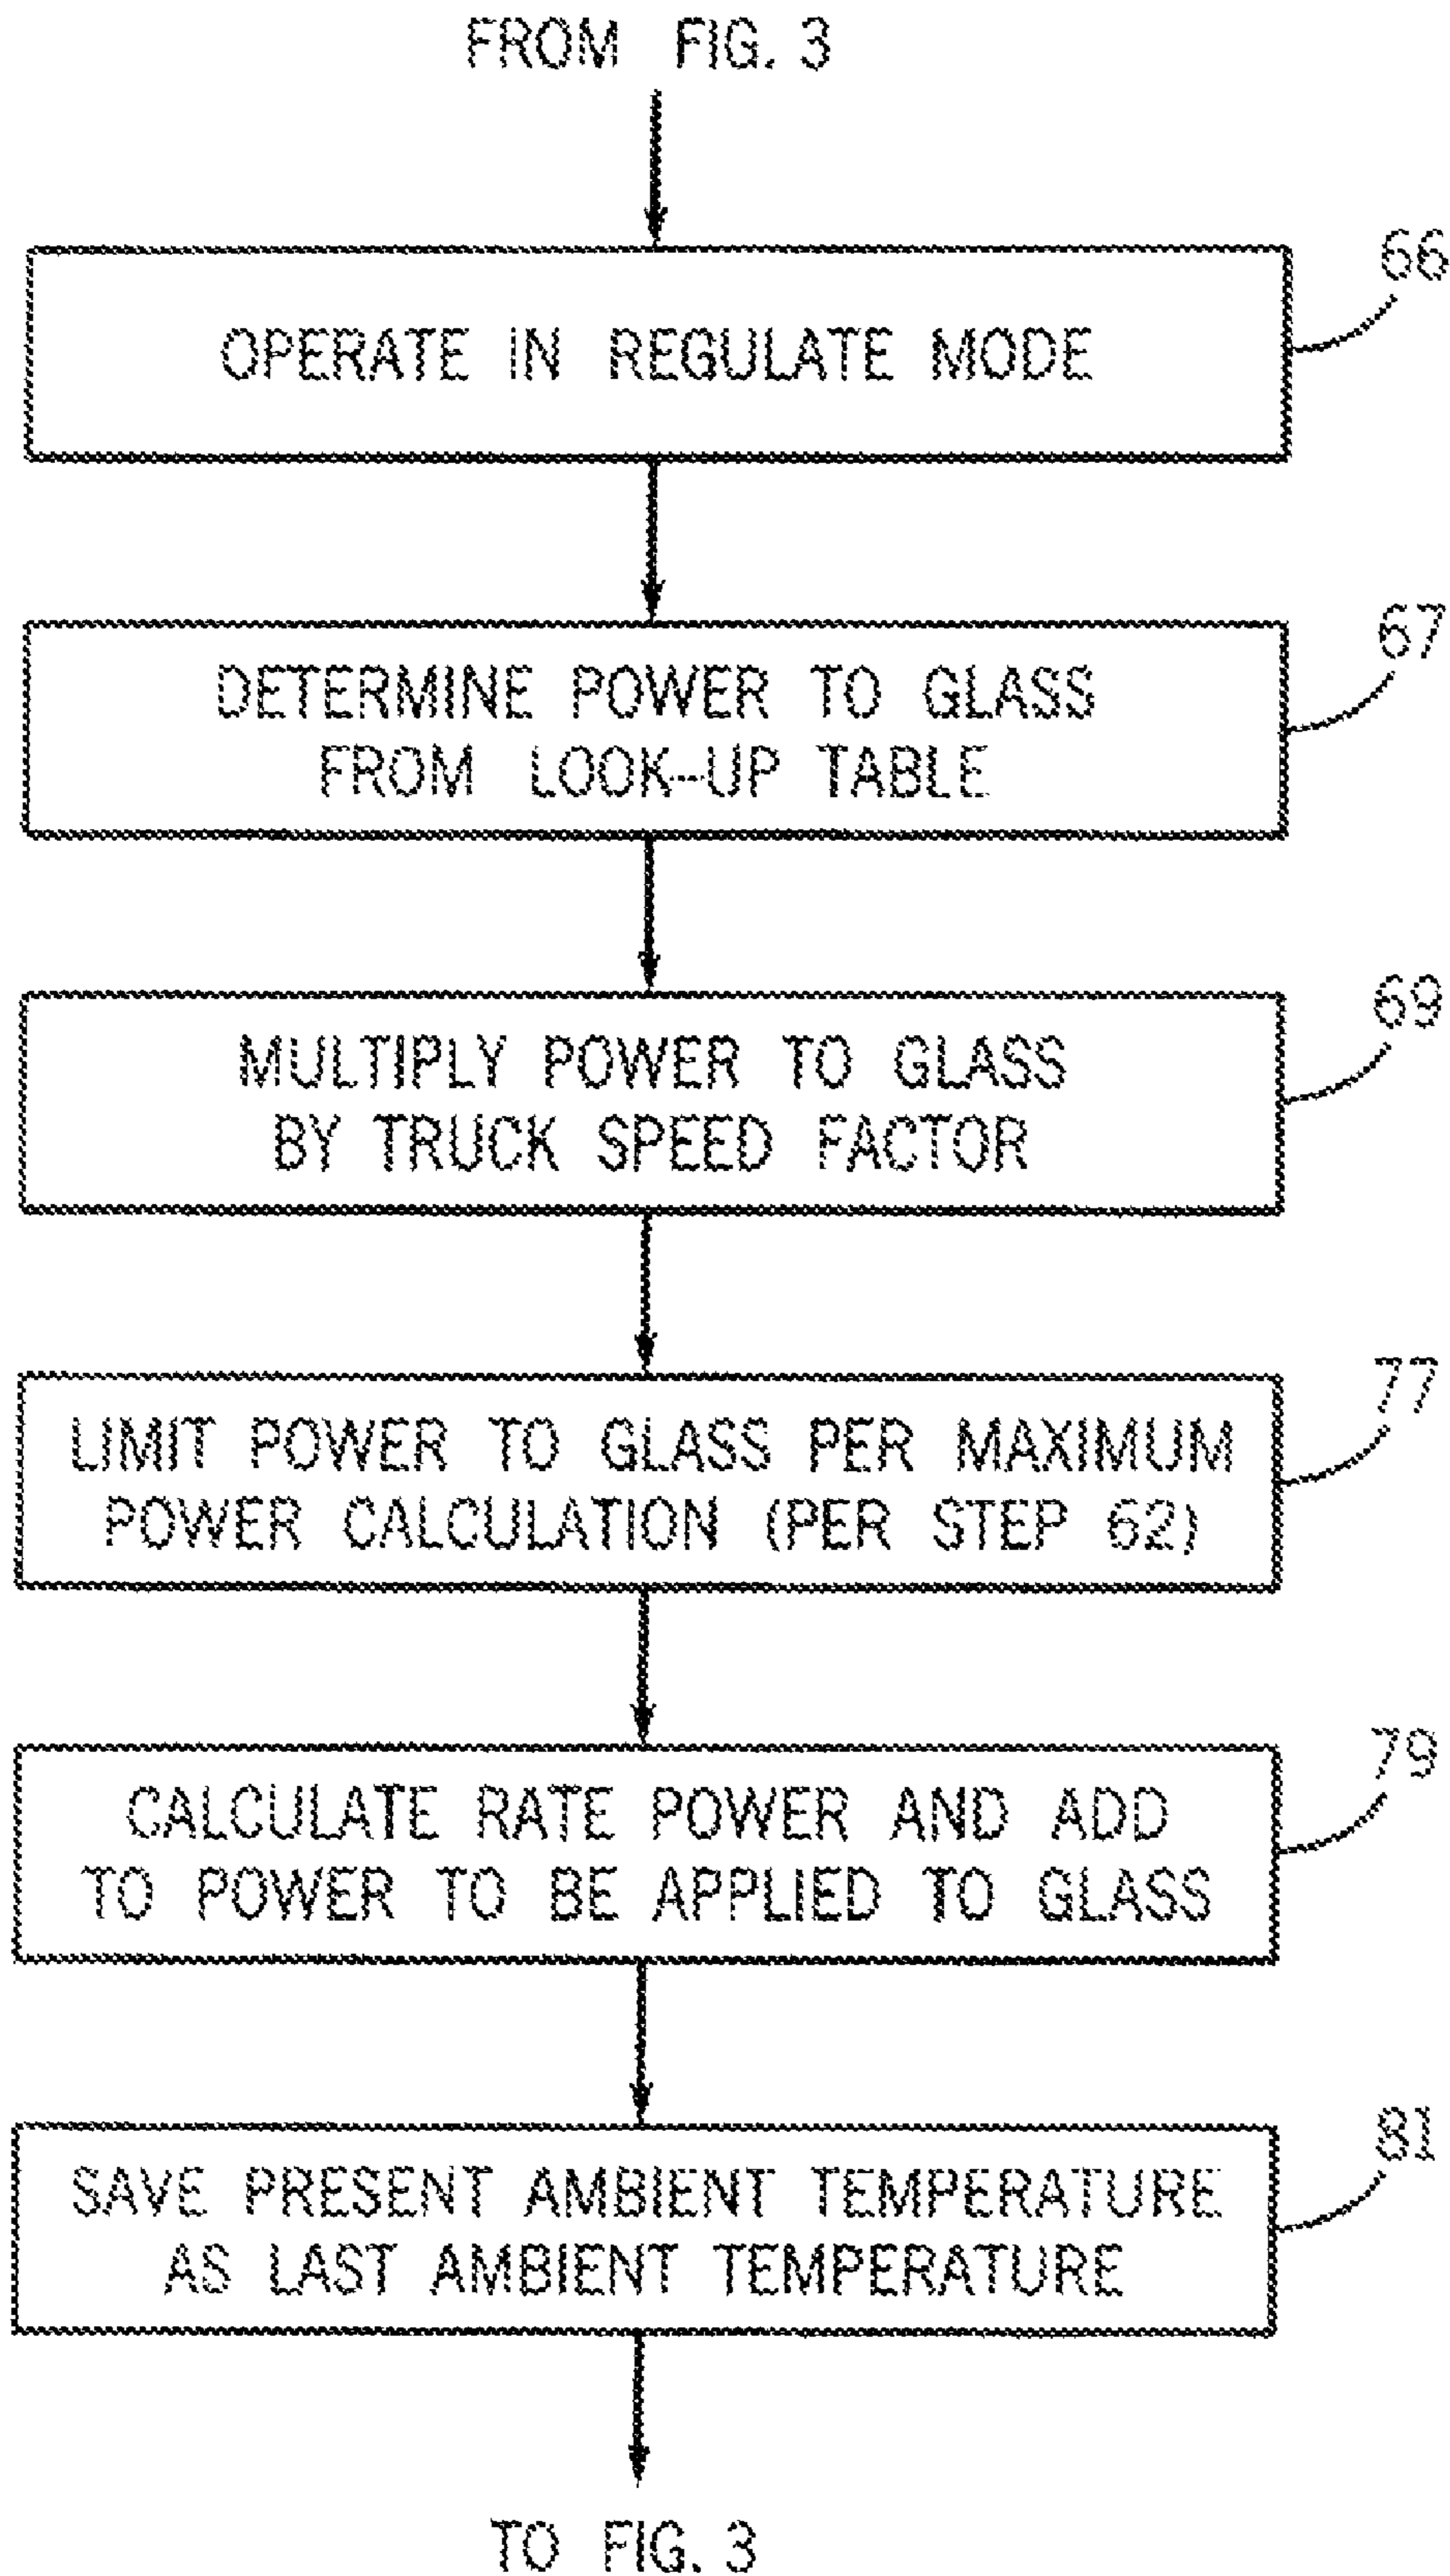 FROM FIG. 3
66
OPERATE IN REGULATE MODE
67
DETERMINE POWER TO GLASS
FROM LOOK-UP TABLE
69
MULTIPLY POWER TO GLASS
BY TRUCK SPEED FACTOR
77
LIMIT POWER TO GLASS PER MAXIMUM
POWER CALCULATION (PER STEP 62)
79
CALCULATE RATE POWER AND ADD
TO POWER TO BE APPLIED TO GLASS
81
SAVE PRESENT AMBIENT TEMPERATURE
AS LAST AMBIENT TEMPERATURE
TO FIG. 3